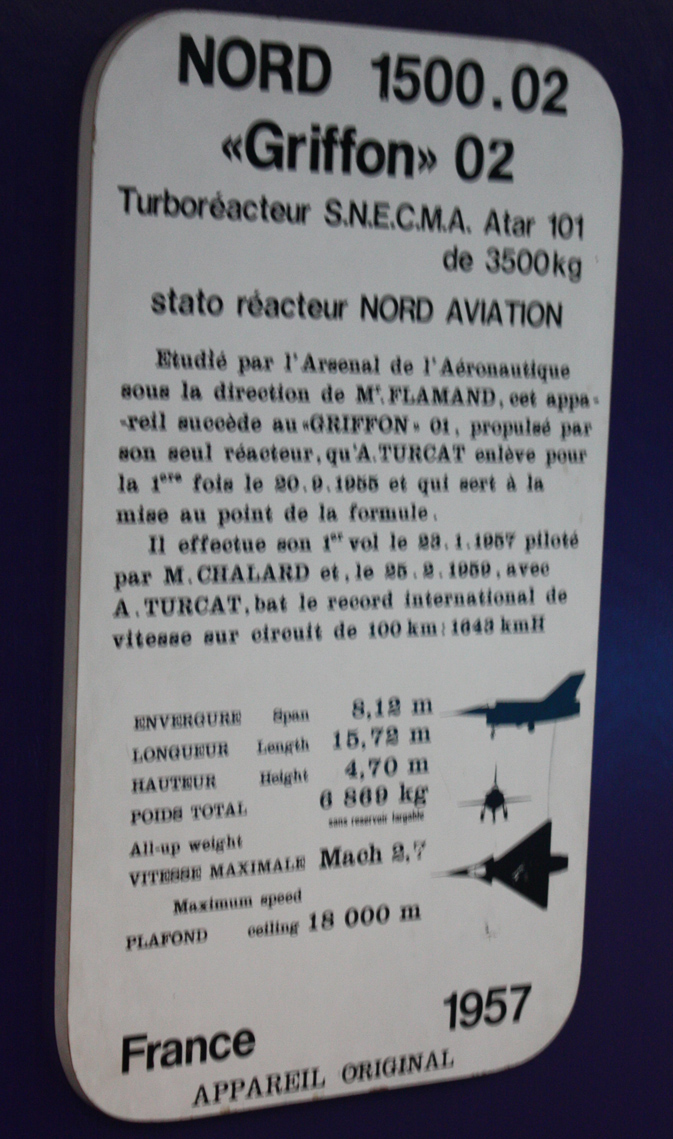 NORD 1500.02
«Griffon» 02
Turboréacteur S.N.E.C.M.A. Atar 101
de 3500kg
stato réacteur NORD AVIATION
Etudié par l'Arsenal de l'Aéronautique
sous la direction de Mr. FLAMAND, cet appa-
-reil succède au «GRIFFON» 01, propulsé par
son seul réacteur, qu'A. TURCAT enlève pour
la 1ère fois le 20.9.1955 et qui sert à la
mise au point de la formule.
Il effectue son 1er vol le 23.1.1957 piloté
par M. CHALARD et, le 25.2.1959, avec
A. TURCAT, bat le record international de
vitesse sur circuit de 100 km: 1643 kmH
ENVERGURE Span 8,12 m
LONGUEUR Length 15,72 m
HAUTEUR Height 4,70 m
POIDS TOTAL 6 869 kg
sans reservoir largable
All-up weight
VITESSE MAXIMALE Mach 2,7
Maximum speed
PLAFOND ceiling 18 000 m
France 1957
APPAREIL ORIGINAL